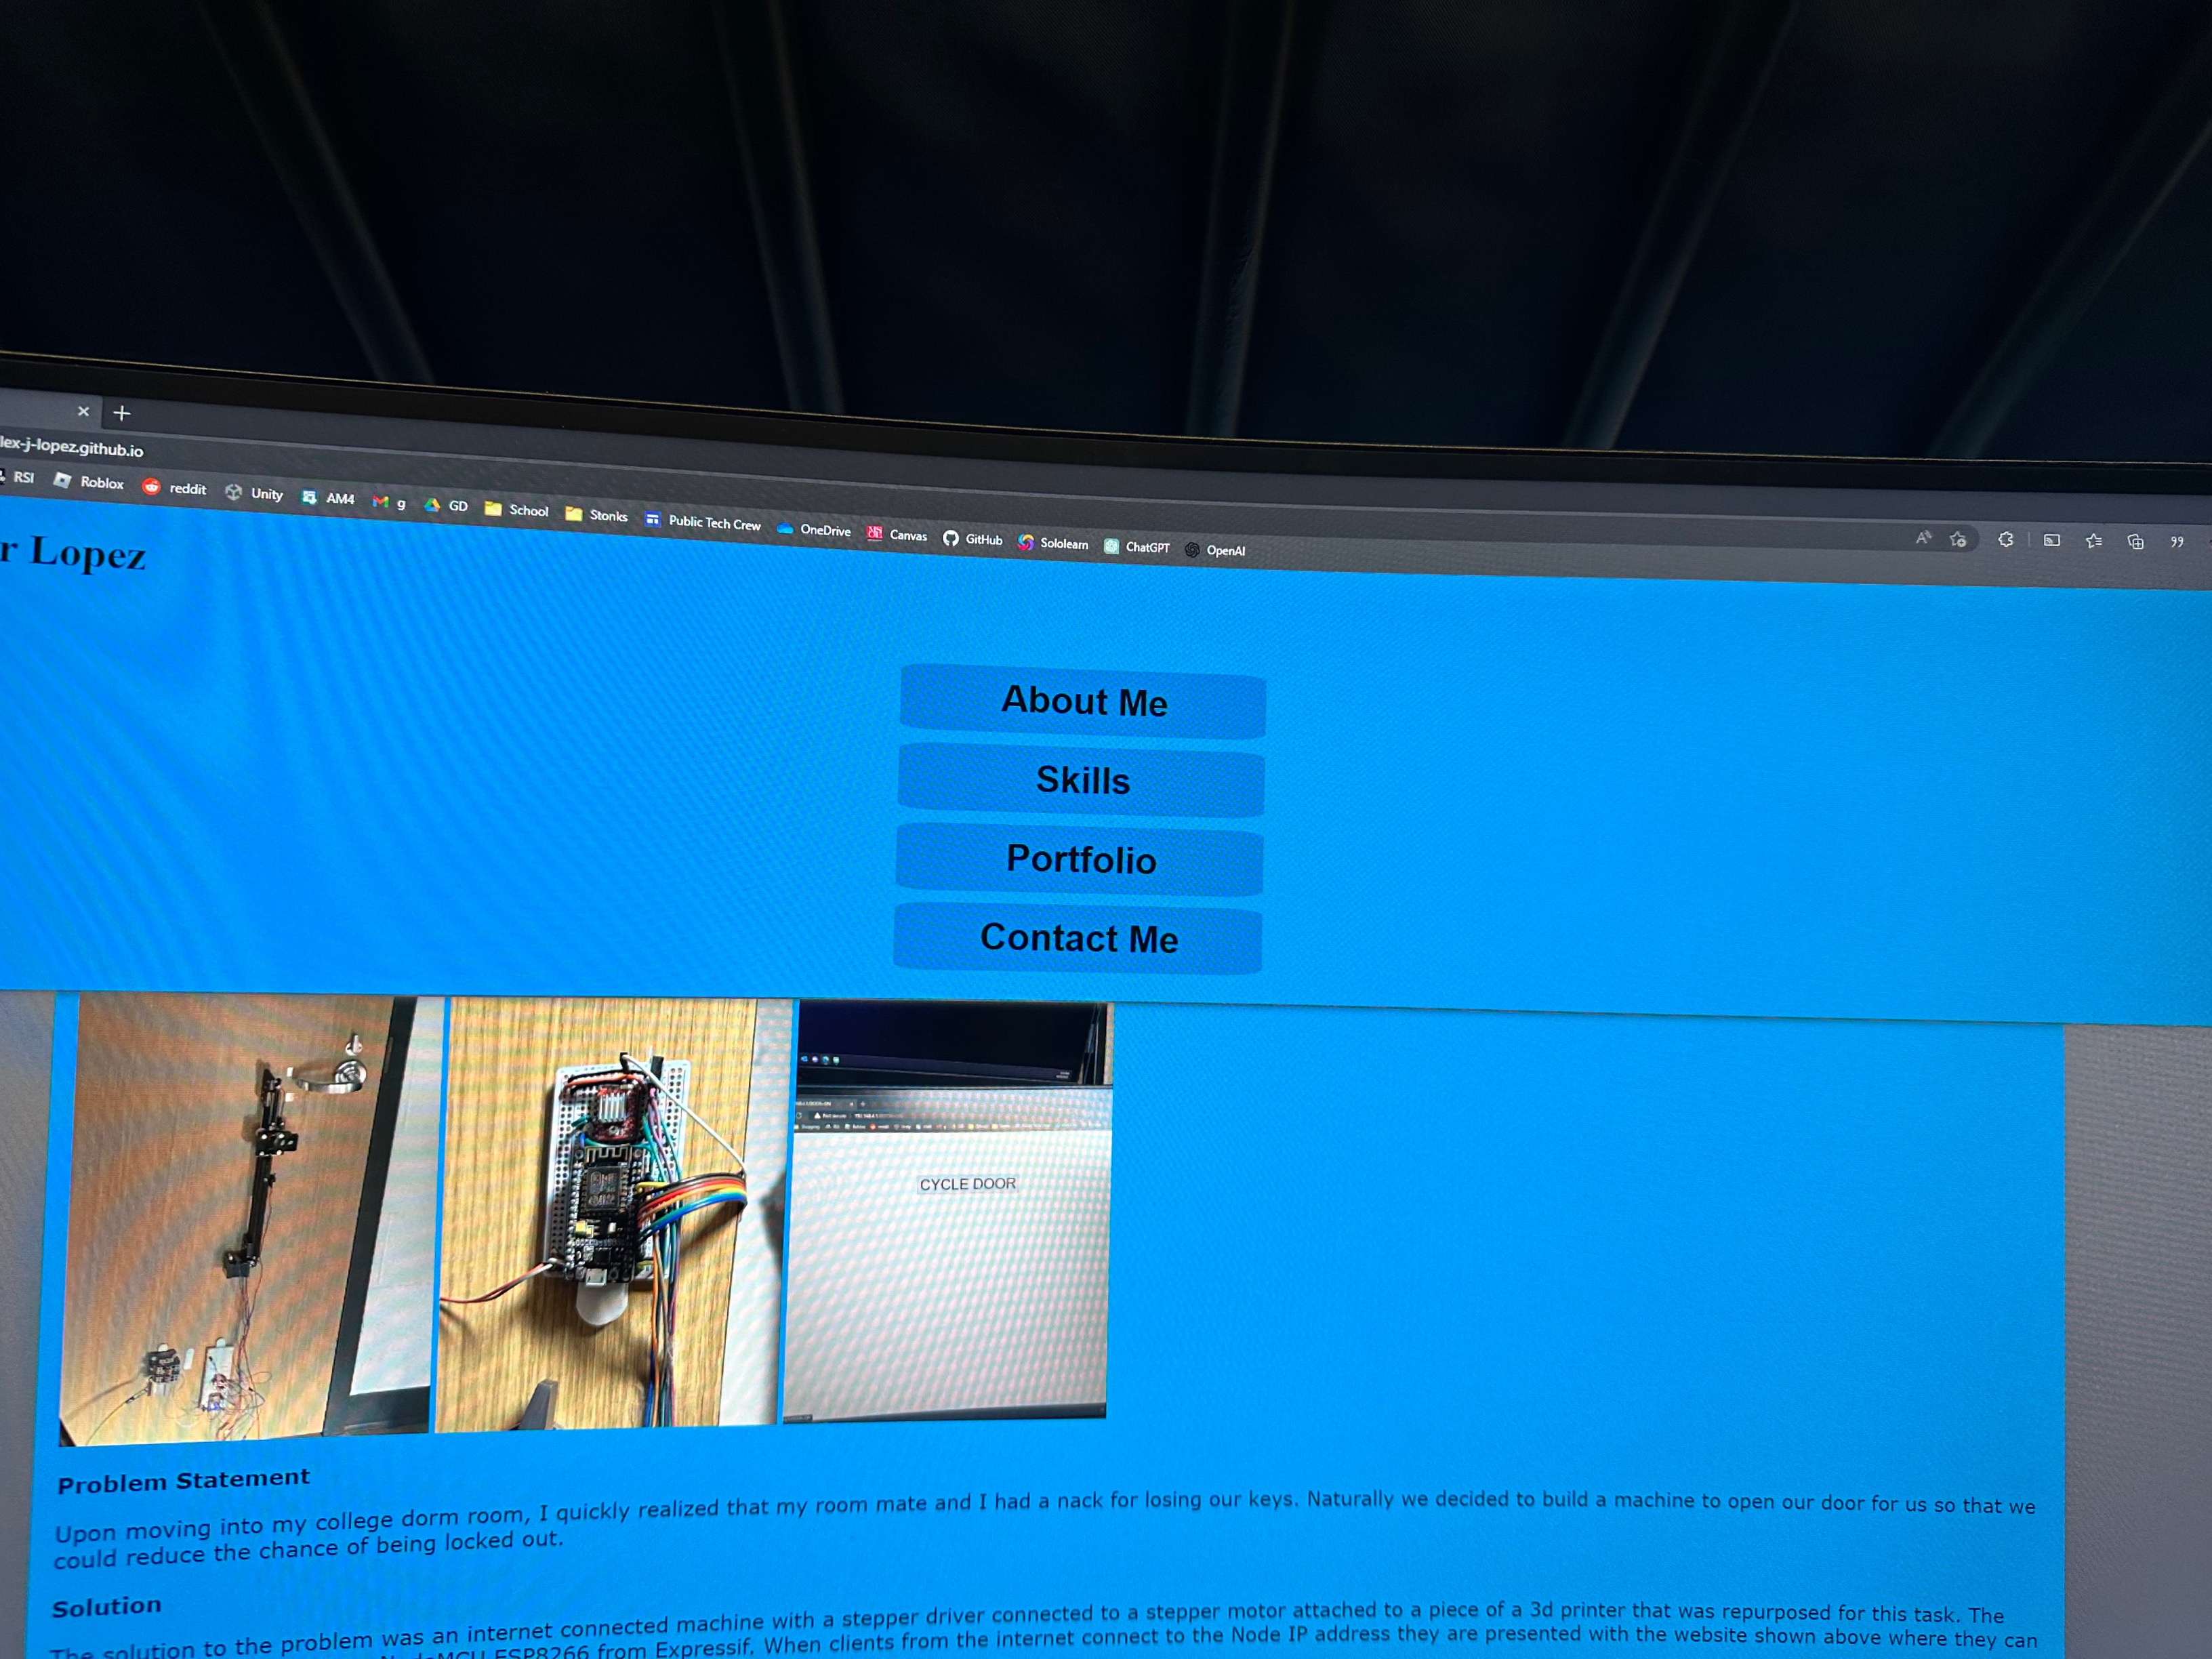 lex-j-lopez.github.io
RSI Roblox reddit Unity AM4 g GD School Stonks Public Tech Crew OneDrive Canvas GitHub Sololearn ChatGPT OpenAI
r Lopez
About Me
Skills
Portfolio
Contact Me
CYCLE DOOR
Problem Statement
Upon moving into my college dorm room, I quickly realized that my room mate and I had a nack for losing our keys. Naturally we decided to build a machine to open our door for us so that we
could reduce the chance of being locked out.
Solution
The solution to the problem was an internet connected machine with a stepper driver connected to a stepper motor attached to a piece of a 3d printer that was repurposed for this task. The
NodeMCU ESP8266 from Expressif. When clients from the internet connect to the Node IP address they are presented with the website shown above where they can